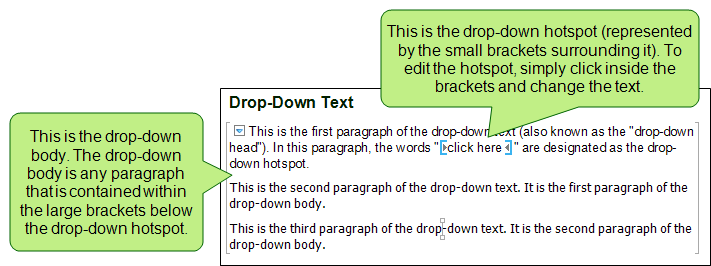 This is the drop-down hotspot (represented
by the small brackets surrounding it). To
edit the hotspot, simply click inside the
brackets and change the text.
Drop-Down Text
This is the first paragraph of the drop-down text (also known as the "drop-down
head"). In this paragraph, the words "click here" are designated as the drop-
down hotspot.
This is the second paragraph of the drop-down text. It is the first paragraph of the
drop-down body.
This is the third paragraph of the drop-down text. It is the second paragraph of the
drop-down body.
This is the drop-down
body. The drop-down
body is any paragraph
that is contained within
the large brackets below
the drop-down hotspot.